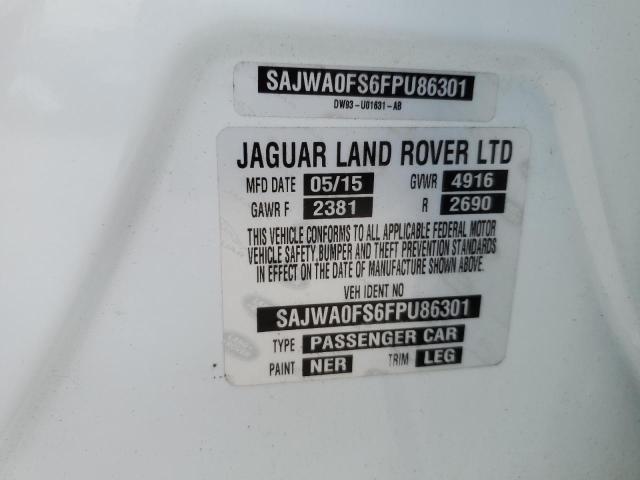 SAJWA0FS6FPU86301
DW93-U01631-AB
JAGUAR LAND ROVER LTD
MFD DATE 05/15 GVWR 4916
GAWR F 2381 R 2690
THIS VEHICLE CONFORMS TO ALL APPLICABLE FEDERAL MOTOR
VEHICLE SAFETY, BUMPER AND THEFT PREVENTION STANDARDS
IN EFFECT ON THE DATE OF MANUFACTURE SHOWN ABOVE.
VEH IDENT NO
SAJWA0FS6FPU86301
TYPE PASSENGER CAR
PAINT NER TRIM LEG